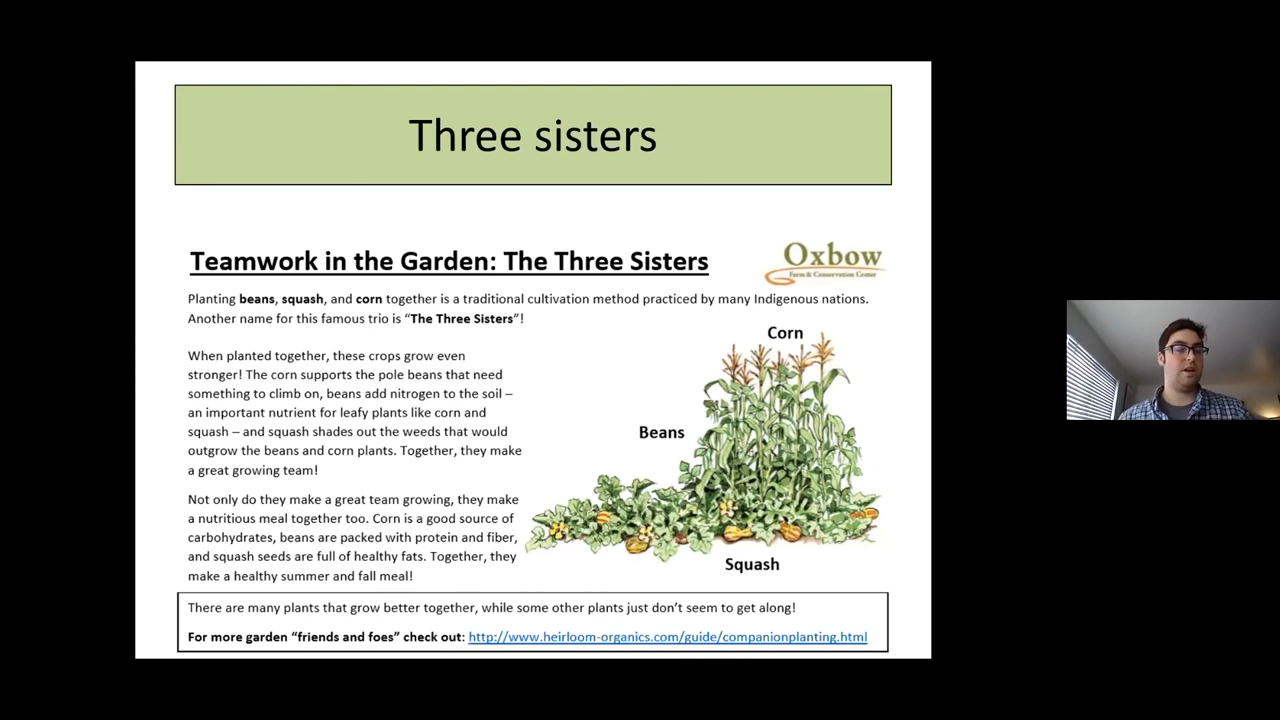 Three sisters
Teamwork in the Garden: The Three Sisters
Oxbow
Farm & Conservation Center
Planting beans, squash, and corn together is a traditional cultivation method practiced by many Indigenous nations.
Another name for this famous trio is “The Three Sisters”!
When planted together, these crops grow even
stronger! The corn supports the pole beans that need
something to climb on, beans add nitrogen to the soil –
an important nutrient for leafy plants like corn and
squash – and squash shades out the weeds that would
outgrow the beans and corn plants. Together, they make
a great growing team!
Not only do they make a great team growing, they make
a nutritious meal together too. Corn is a good source of
carbohydrates, beans are packed with protein and fiber,
and squash seeds are full of healthy fats. Together, they
make a healthy summer and fall meal!
Corn
Beans
Squash
There are many plants that grow better together, while some other plants just don’t seem to get along!
For more garden “friends and foes” check out: http://www.heirloom-organics.com/guide/companionplanting.html